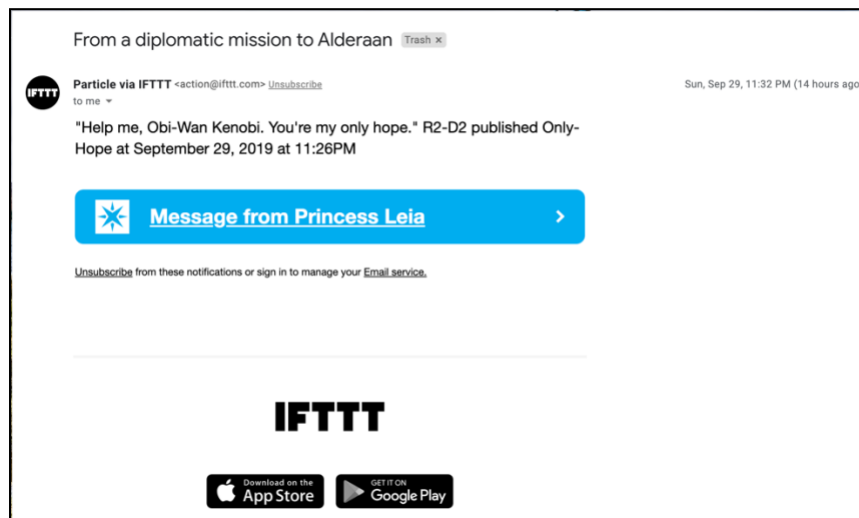 From a diplomatic mission to Alderaan Trash ×
Particle via IFTTT <action@ifttt.com> Unsubscribe Sun, Sep 29, 11:32 PM (14 hours ago
IFTTT
to me
"Help me, Obi-Wan Kenobi. You're my only hope." R2-D2 published Only-
Hope at September 29, 2019 at 11:26PM
Message from Princess Leia
Unsubscribe from these notifications or sign in to manage your Email service.
IFTTT
Download on the
App Store
GET IT ON
Google Play